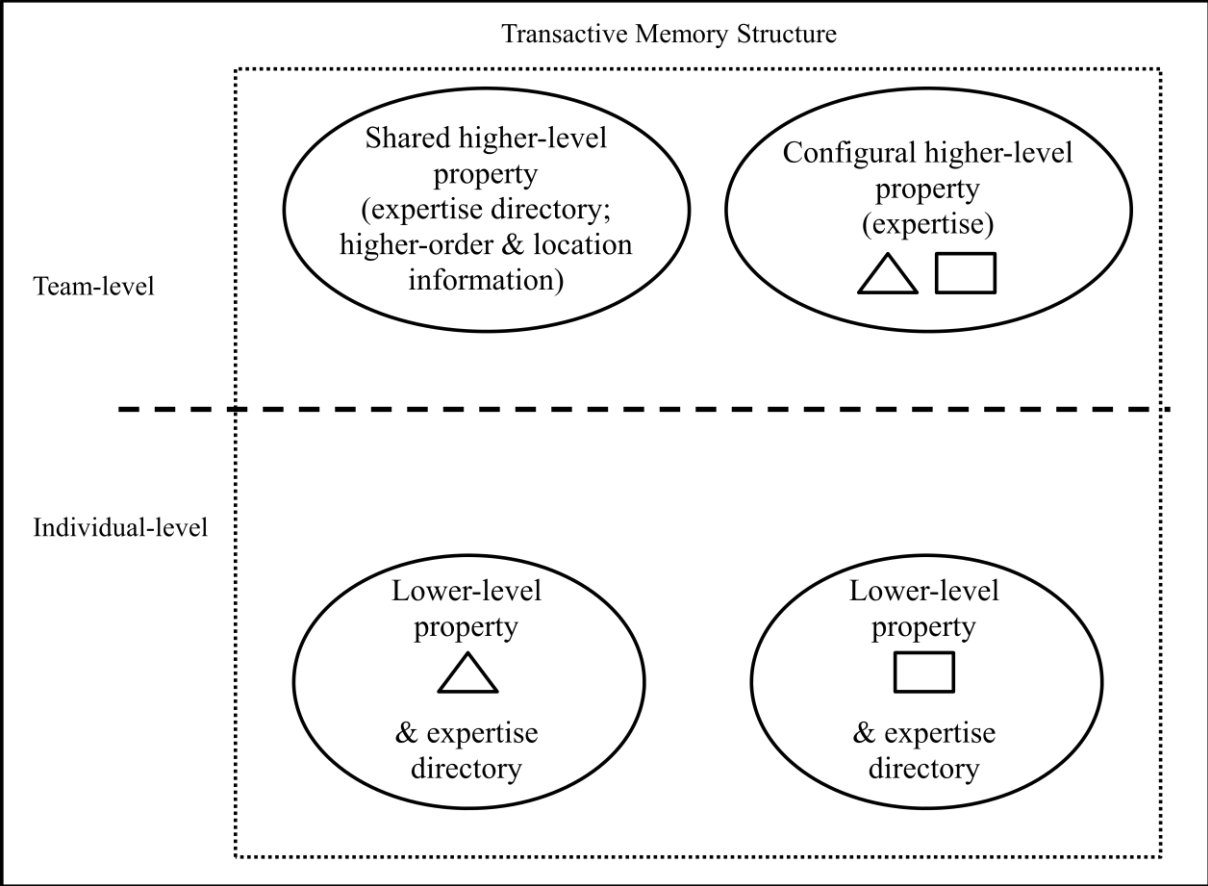 Transactive Memory Structure
Shared higher-level
property
(expertise directory;
higher-order & location
information)
Configural higher-level
property
(expertise)
Team-level
Individual-level
Lower-level
property
& expertise
directory
Lower-level
property
& expertise
directory